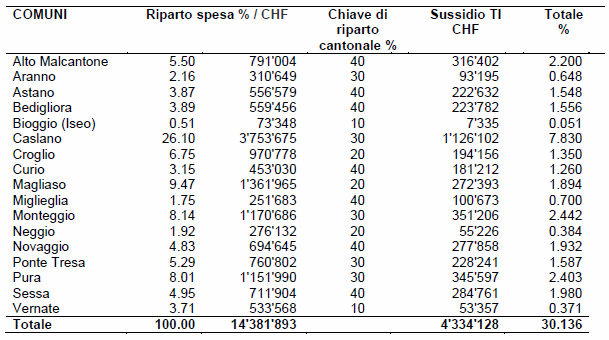 COMUNI Riparto spesa % / CHF Chiave di riparto cantonale % Sussidio TI CHF Totale %
Alto Malcantone 5.50 791'004 40 316'402 2.200
Aranno 2.16 310'649 30 93'195 0.648
Astano 3.87 556'579 40 222'632 1.548
Bedigliora 3.89 559'456 40 223'782 1.556
Bioggio (Iseo) 0.51 73'348 10 7'335 0.051
Caslano 26.10 3'753'675 30 1'126'102 7.830
Croglio 6.75 970'778 20 194'156 1.350
Curio 3.15 453'030 40 181'212 1.260
Magliaso 9.47 1'361'965 20 272'393 1.894
Miglieglia 1.75 251'683 40 100'673 0.700
Monteggio 8.14 1'170'686 30 351'206 2.442
Neggio 1.92 276'132 20 55'226 0.384
Novaggio 4.83 694'645 40 277'858 1.932
Ponte Tresa 5.29 760'802 30 228'241 1.587
Pura 8.01 1'151'990 30 345'597 2.403
Sessa 4.95 711'904 40 284'761 1.980
Vernate 3.71 533'568 10 53'357 0.371
Totale 100.00 14'381'893 4'334'128 30.136